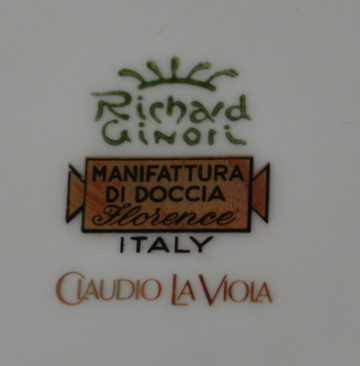 Richard
Ginori
MANIFATTURA
DI DOCCIA
Florence
ITALY
CLAUDIO LA VIOLA